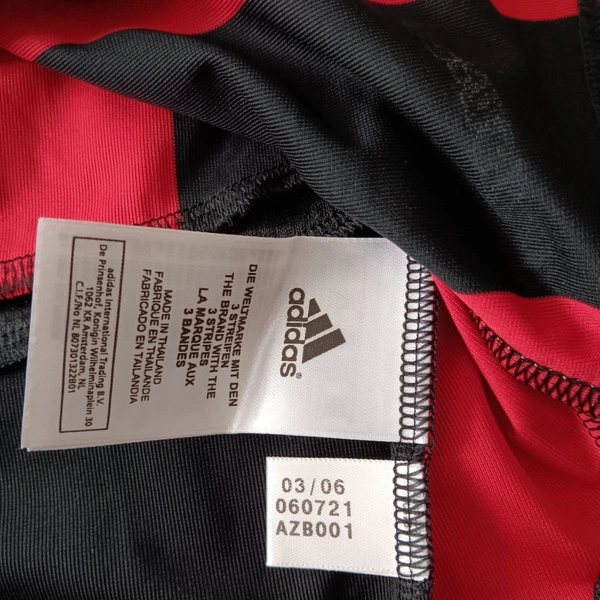 adidas®
DIE WELTMARKE MIT DEN
3 STREIFEN
THE BRAND WITH THE
3 STRIPES
LA MARQUE AUX
3 BANDES
MADE IN THAILAND
FABRIQUE EN THAILANDE
FABRICADO EN TAILANDIA
adidas International Trading B.V.
De Prinsenhof, Konigin Wilhelminaplein 30
1062 KR Amsterdam, NL
C.I.F./No NL B07301322B01
03/06
060721
AZB001